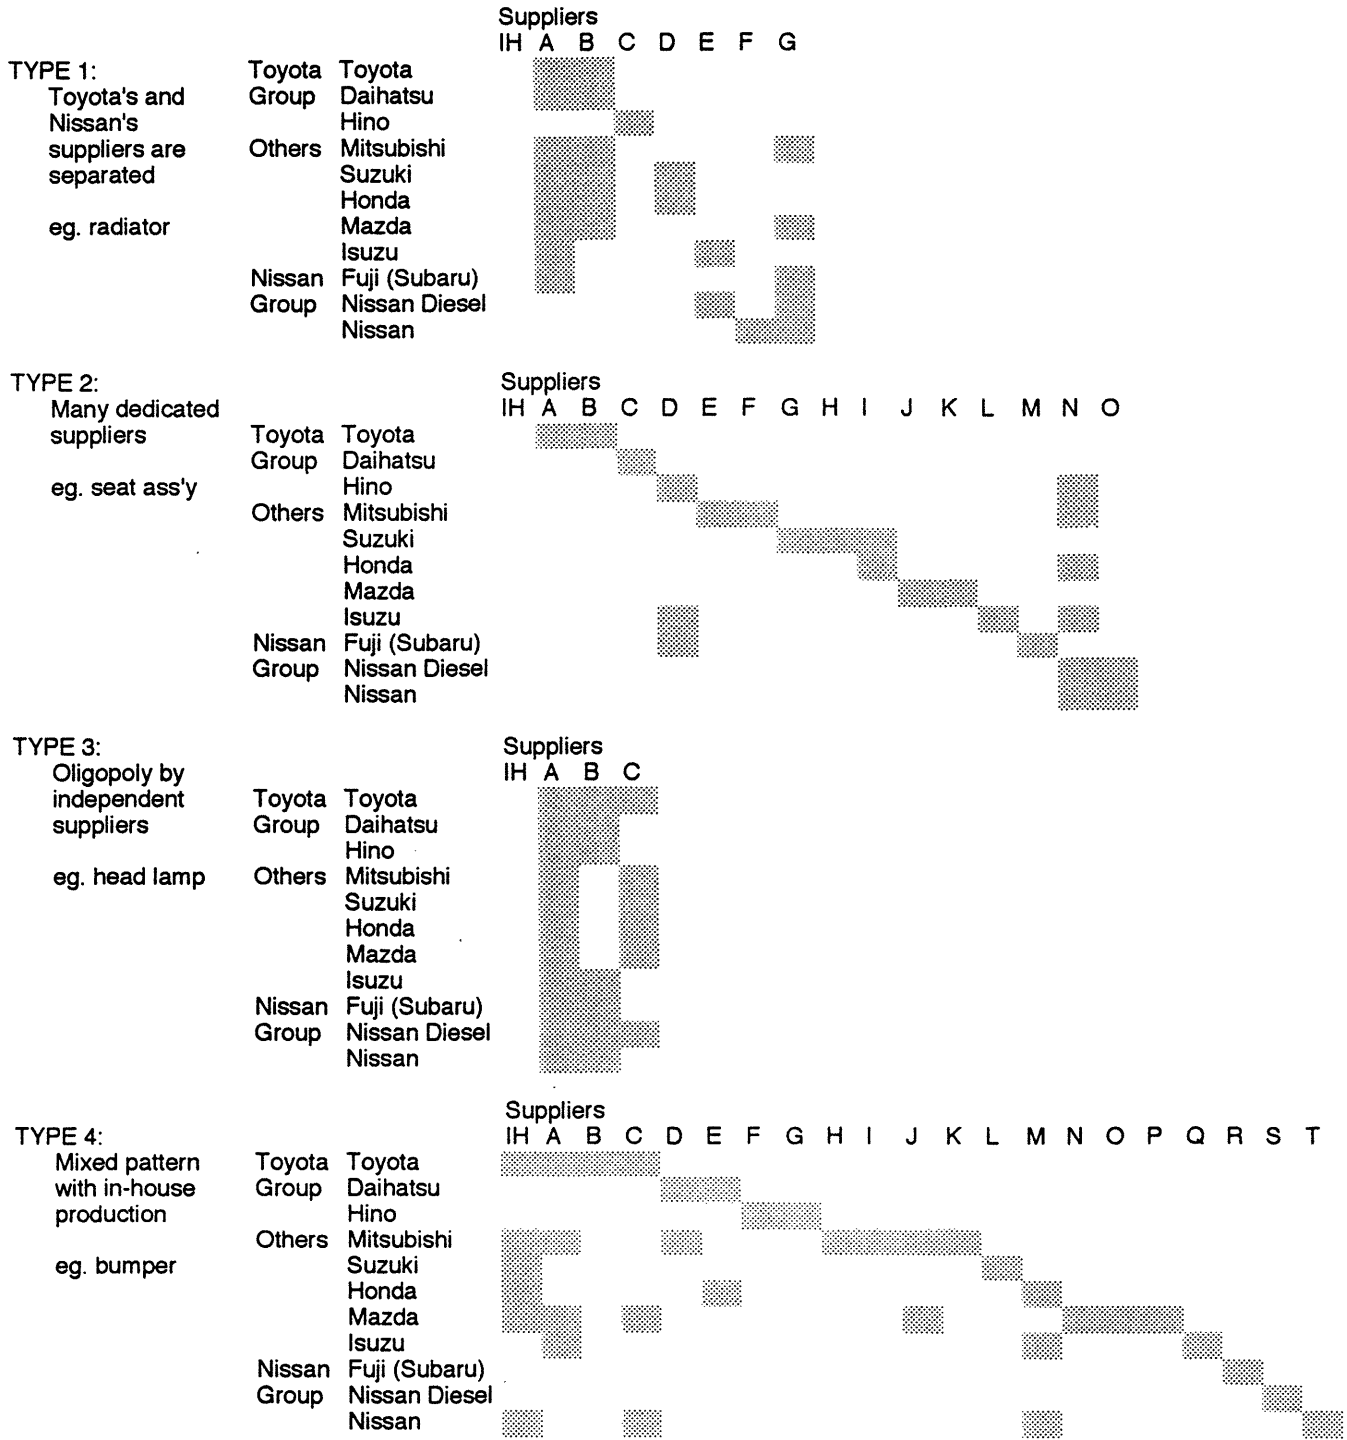 Suppliers
IH A B C D E F G
TYPE 1: Toyota Toyota
Toyota's and Group Daihatsu
Nissan's Hino
suppliers are Others Mitsubishi
separated Suzuki
Honda
eg. radiator Mazda
Isuzu
Nissan Fuji (Subaru)
Group Nissan Diesel
Nissan
TYPE 2: Suppliers
Many dedicated IH A B C D E F G H I J K L M N O
suppliers Toyota Toyota
Group Daihatsu
eg. seat ass'y Hino
Others Mitsubishi
Suzuki
Honda
Mazda
Isuzu
Nissan Fuji (Subaru)
Group Nissan Diesel
Nissan
TYPE 3: Suppliers
Oligopoly by IH A B C
independent Toyota Toyota
suppliers Group Daihatsu
Hino
eg. head lamp Others Mitsubishi
Suzuki
Honda
Mazda
Isuzu
Nissan Fuji (Subaru)
Group Nissan Diesel
Nissan
Suppliers
TYPE 4: IH A B C D E F G H I J K L M N O P Q R S T
Mixed pattern Toyota Toyota
with in-house Group Daihatsu
production Hino
Others Mitsubishi
eg. bumper Suzuki
Honda
Mazda
Isuzu
Nissan Fuji (Subaru)
Group Nissan Diesel
Nissan